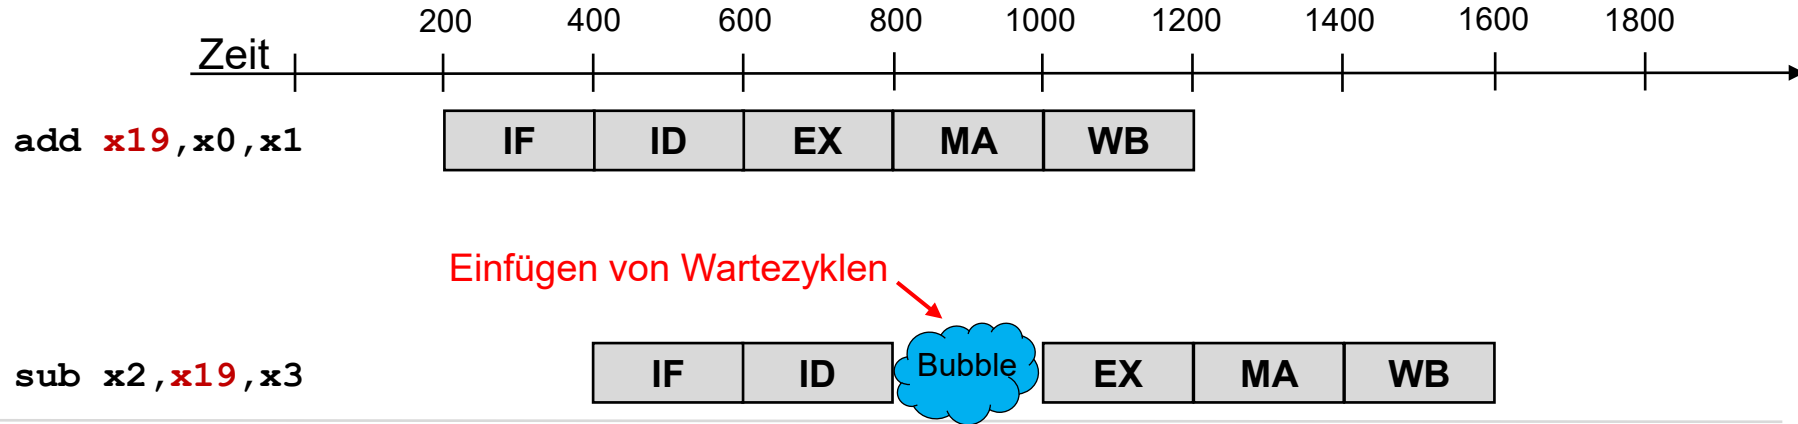 200 400 600 800 1000 1200 1400 1600 1800
Zeit
add x19,x0,x1 IF ID EX MA WB
Einfügen von Wartezyklen
sub x2,x19,x3 IF ID Bubble EX MA WB